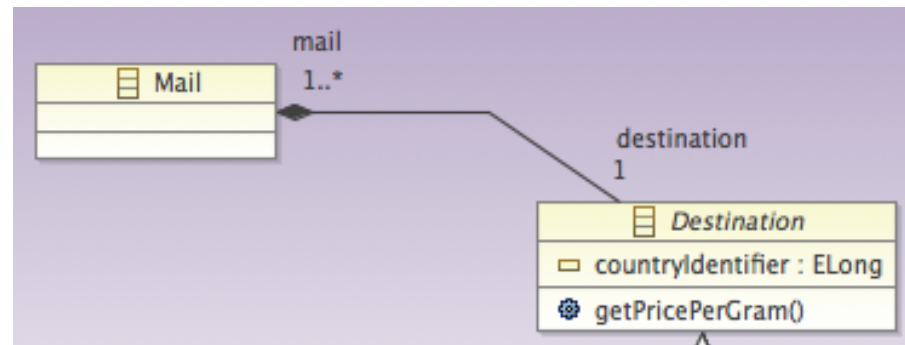 mail
Mail
1..*
destination
1
Destination
countryIdentifier : ELong
getPricePerGram()